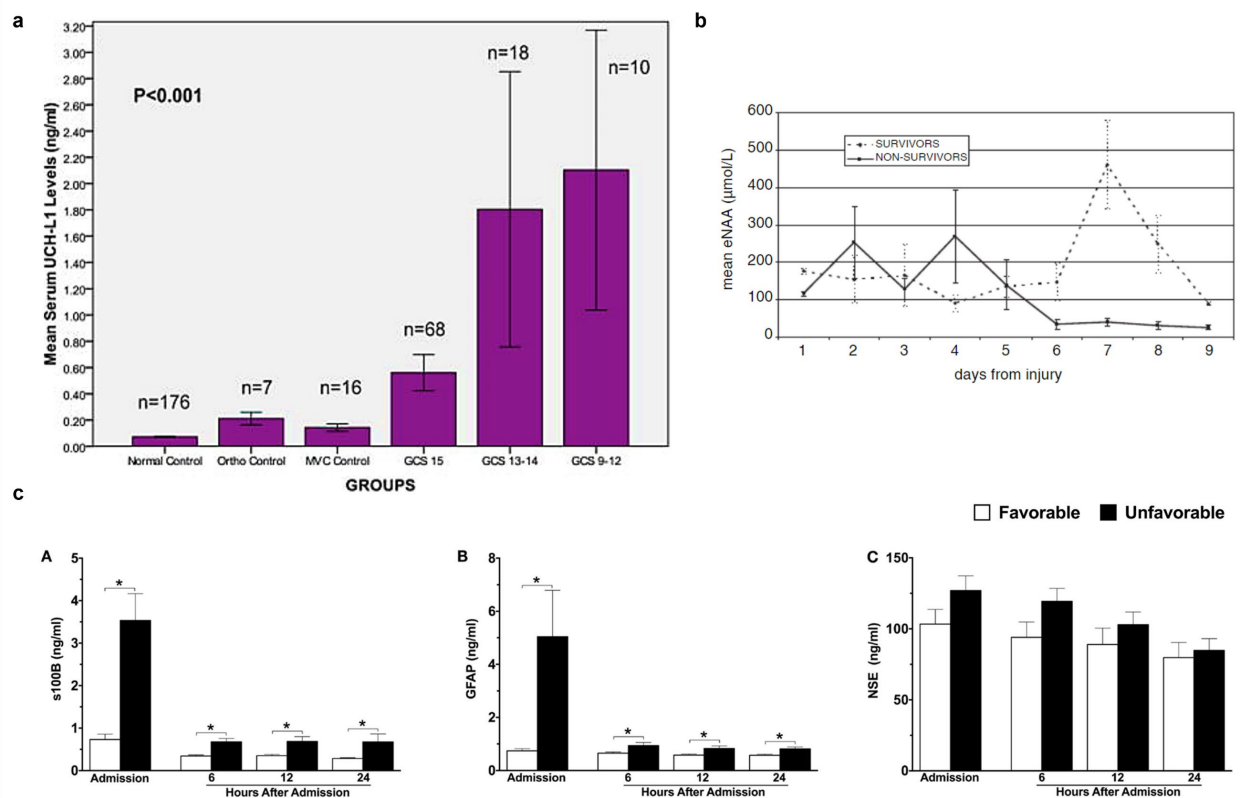 a
Mean Serum UCH-L1 Levels (ng/ml)
3.20
3.00
2.80
2.60
2.40
2.20
2.00
1.80
1.60
1.40
1.20
1.00
0.80
0.60
0.40
0.20
0.00
P<0.001
n=176
n=7
n=16
n=68
n=18
n=10
Normal Control
Ortho Control
MVC Control
GCS 15
GCS 13-14
GCS 9-12
GROUPS
b
mean eNAA (µmol/L)
600
500
400
300
200
100
0
SURVIVORS
NON-SURVIVORS
1 2 3 4 5 6 7 8 9
days from injury
c
Favorable Unfavorable
A
s100B (ng/ml)
5
4
3
2
1
0
* * * *
Admission 6 12 24
Hours After Admission
B
GFAP (ng/ml)
8
6
4
2
0
* * * *
Admission 6 12 24
Hours After Admission
C
NSE (ng/ml)
150
100
50
0
Admission 6 12 24
Hours After Admission